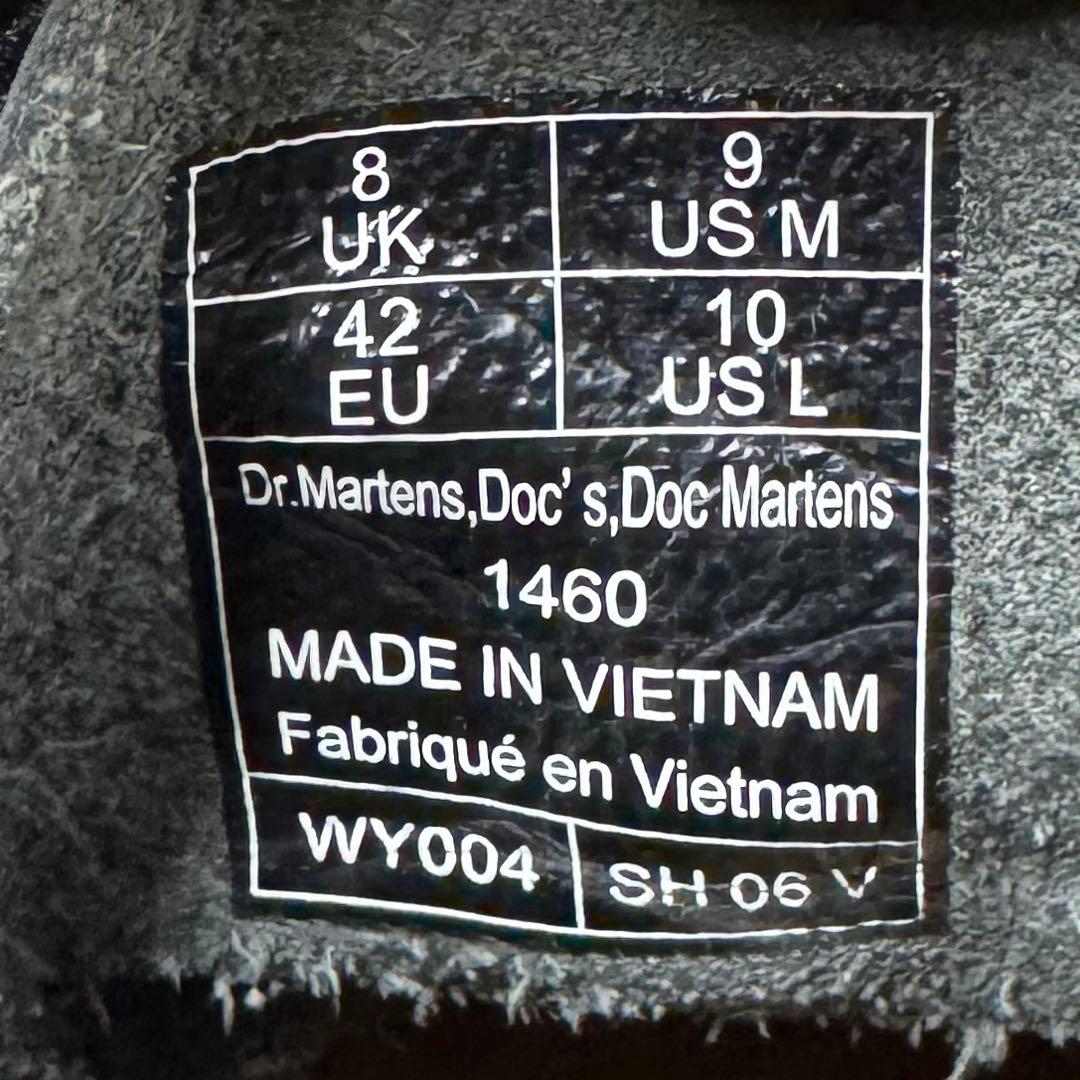 8
UK
9
US M
42
EU
10
US L
Dr.Martens,Doc's,Doc Martens
1460
MADE IN VIETNAM
Fabriqué en Vietnam
WY004
SH 06 V